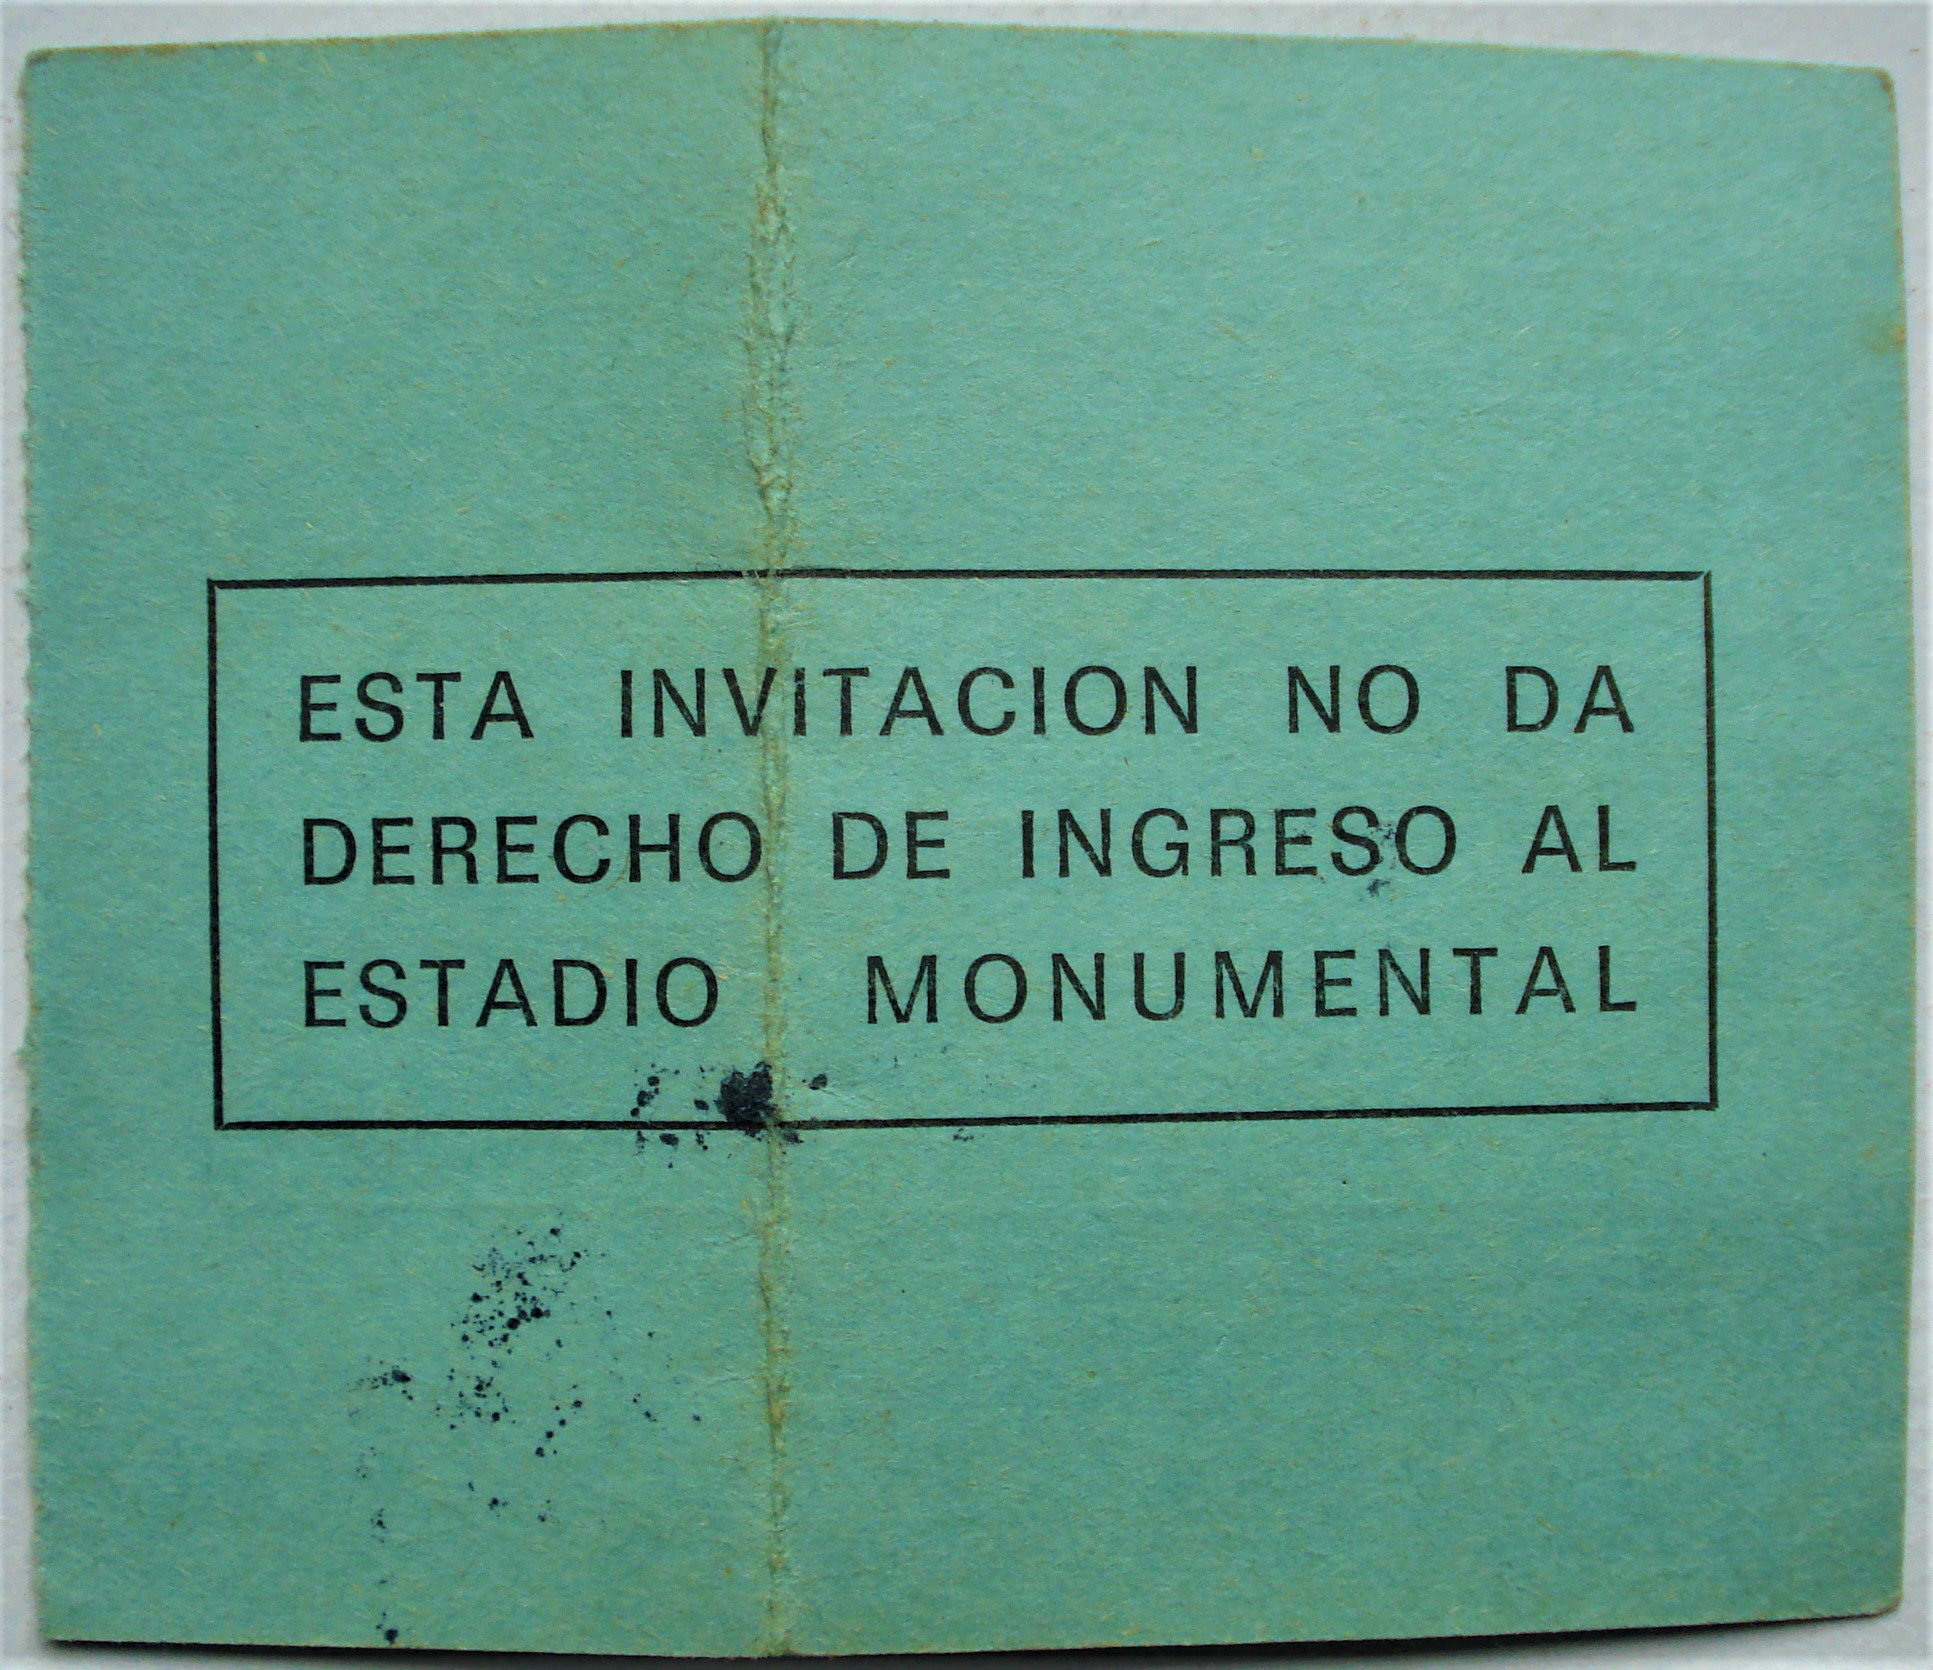 ESTA INVITACION NO DA
DERECHO DE INGRESO AL
ESTADIO MONUMENTAL